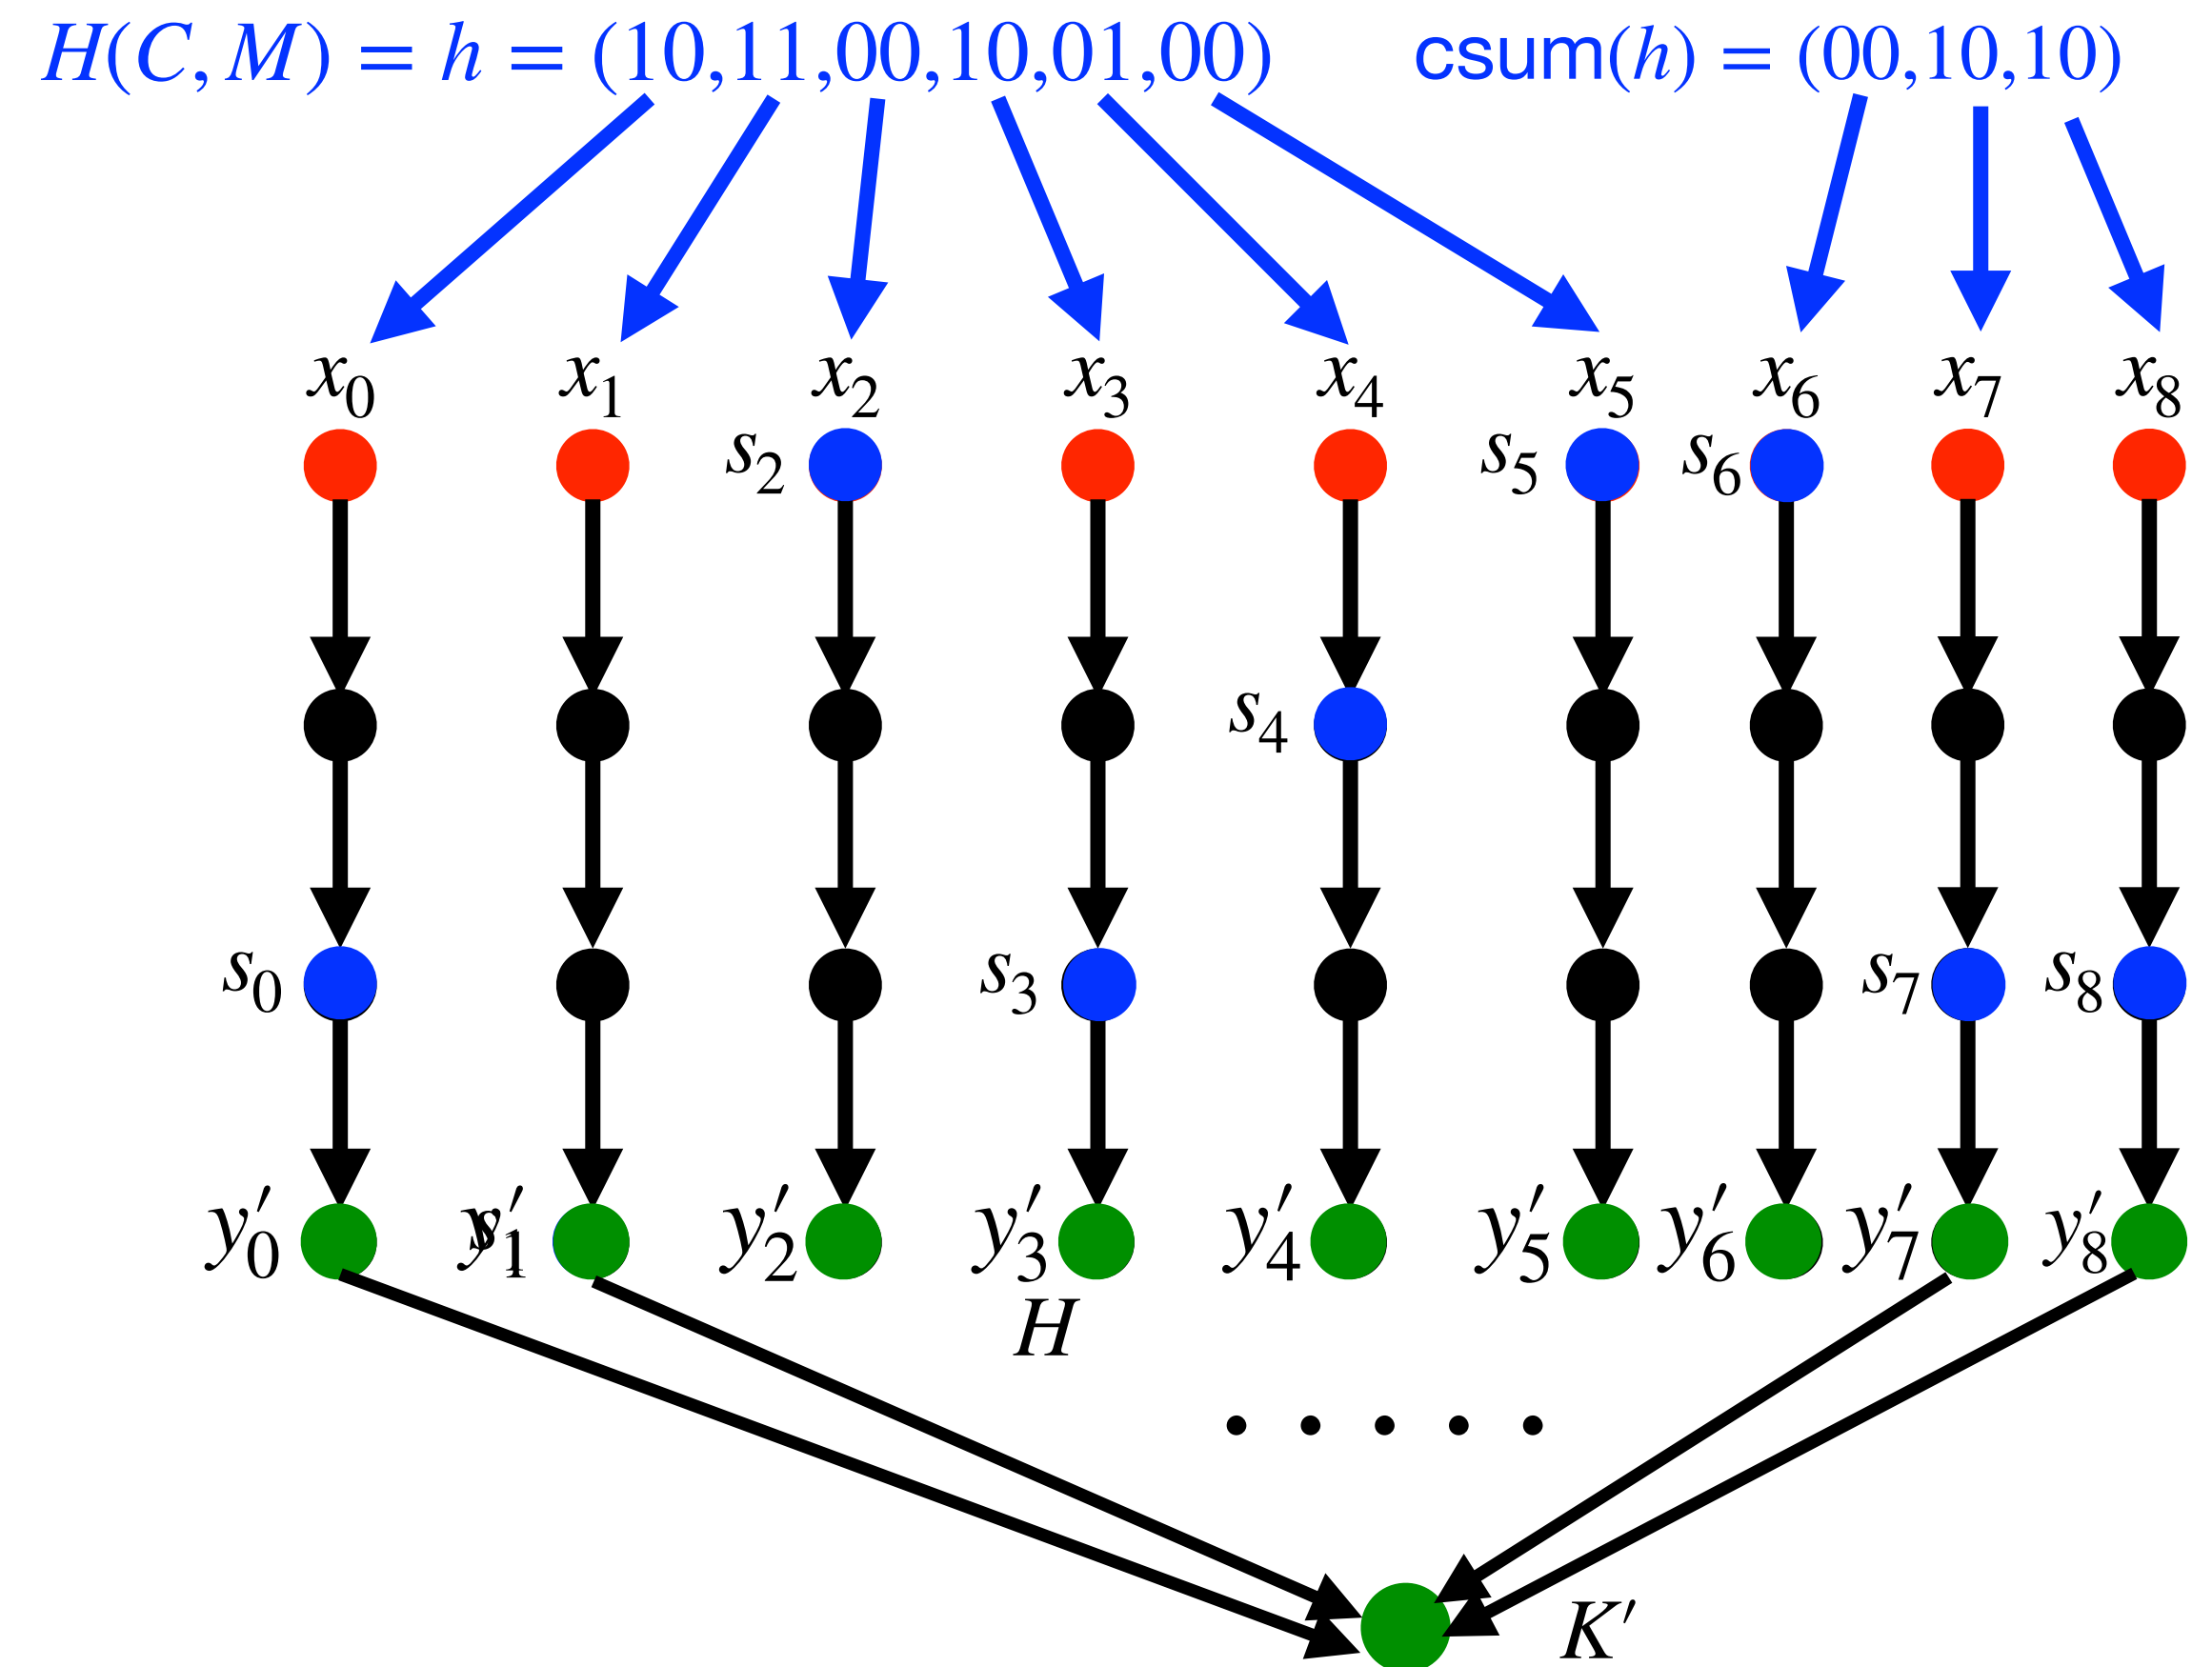 H(C, M) = h = (10,11.00,10,01.00) csum(h) = (00,10,10)
x0 x1 x2 x3 x4 x5 x6 x7 x8
s2 s5 s6
s4
s0 s3 s7 s8
y′0 y′1 y′2 y′3 y′4 y′5 y′6 y′7 y′8
H
. . . . .
K′